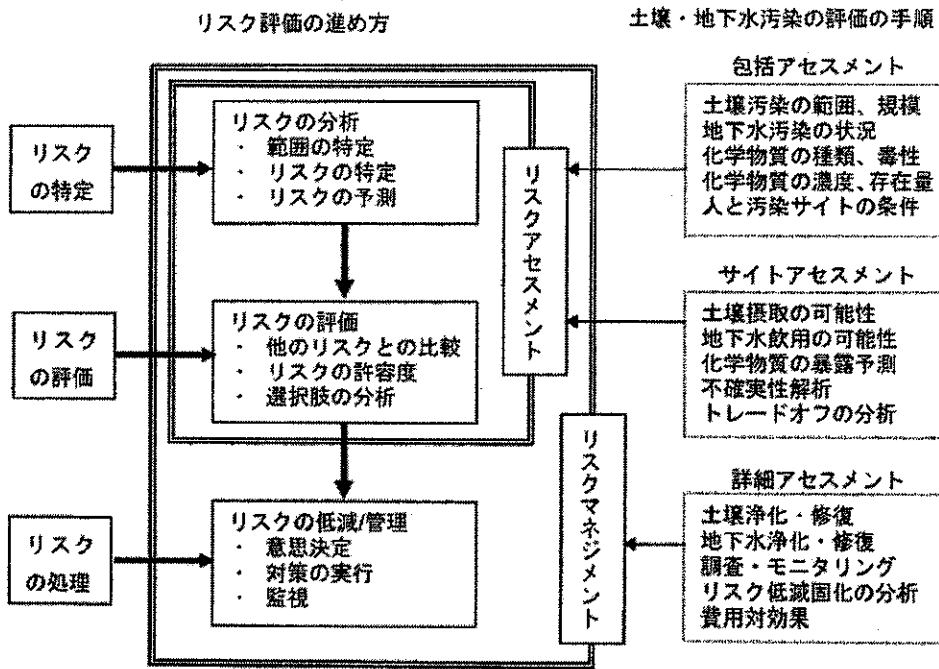 リスク評価の進め方
土壌・地下水汚染の評価の手順
リスク
の特定
リスクの分析
・ 範囲の特定
・ リスクの特定
・ リスクの予測
リスクアセスメント
包括アセスメント
土壌汚染の範囲、規模
地下水汚染の状況
化学物質の種類、毒性
化学物質の濃度、存在量
人と汚染サイトの条件
リスク
の評価
リスクの評価
・ 他のリスクとの比較
・ リスクの許容度
・ 選択肢の分析
サイトアセスメント
土壌摂取の可能性
地下水飲用の可能性
化学物質の暴露予測
不確実性解析
トレードオフの分析
リスク
の処理
リスクの低減/管理
・ 意思決定
・ 対策の実行
・ 監視
リスクマネジメント
詳細アセスメント
土壌浄化・修復
地下水浄化・修復
調査・モニタリング
リスク低減固化の分析
費用対効果